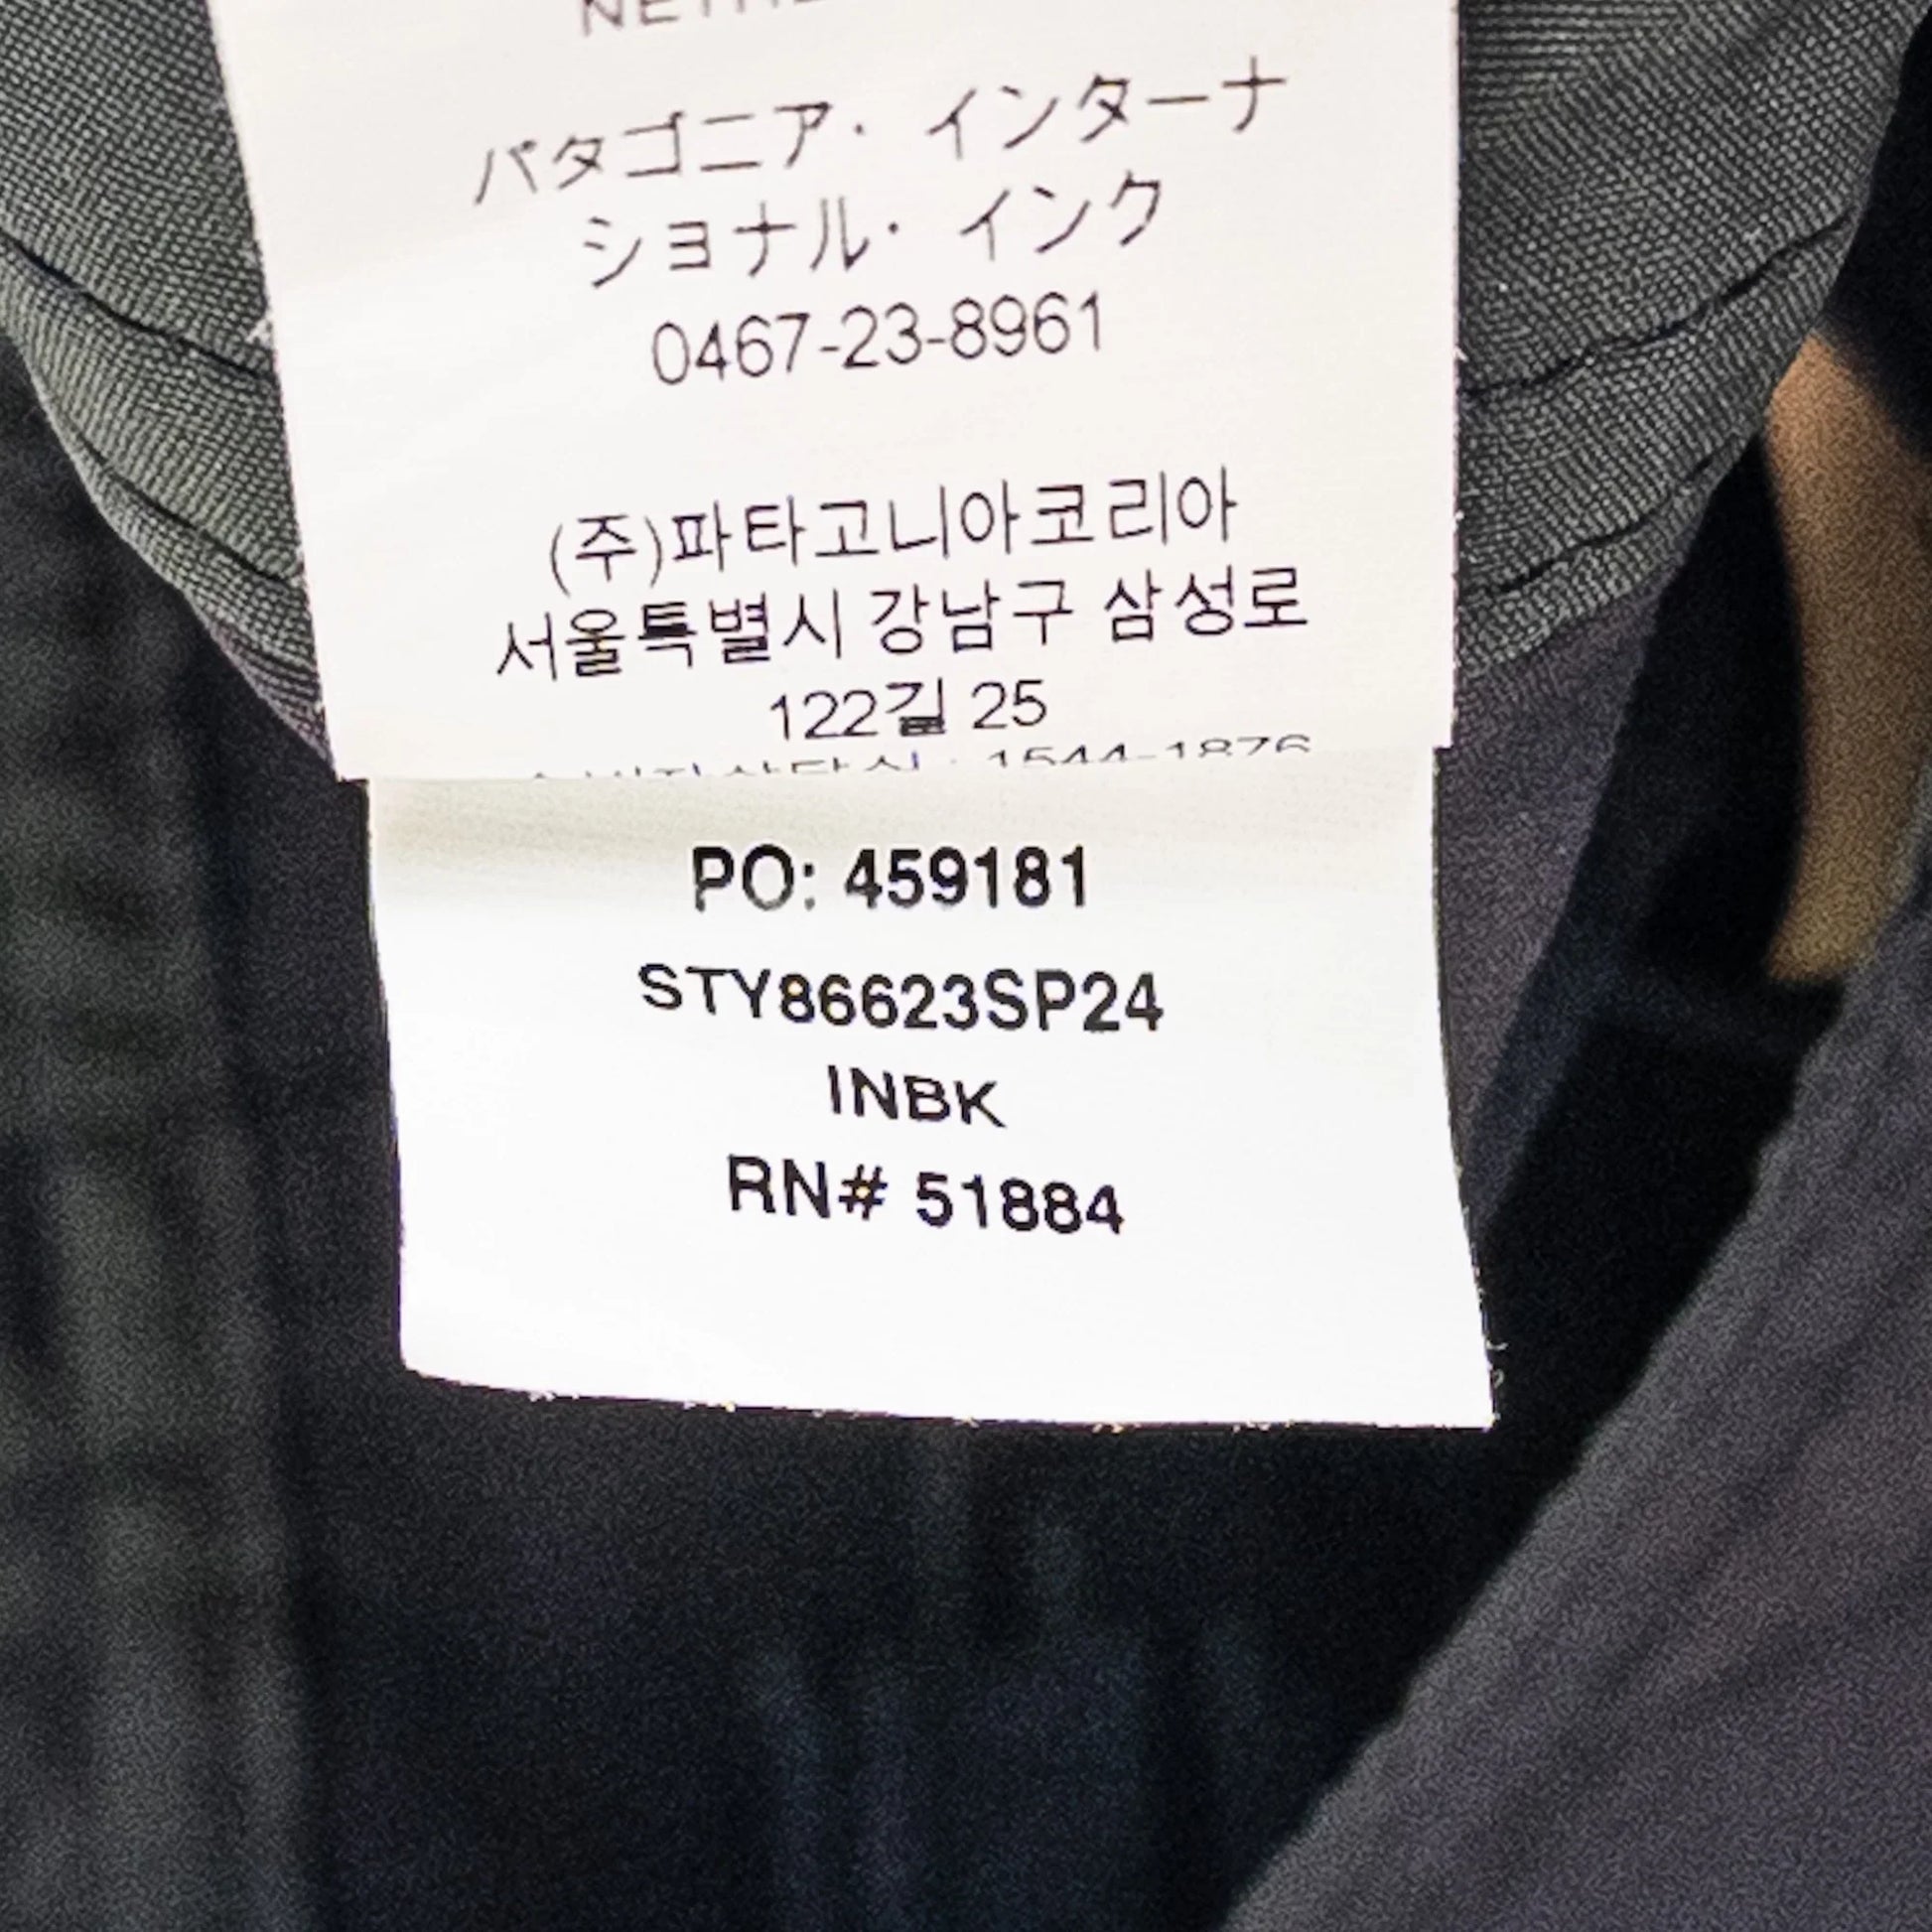 パタゴニア・インターナ
ショナル・インク
0467-23-8961
(주)파타고니아코리아
서울특별시 강남구 삼성로
122길 25
1544-1876
PO: 459181
STY86623SP24
INBK
RN# 51884